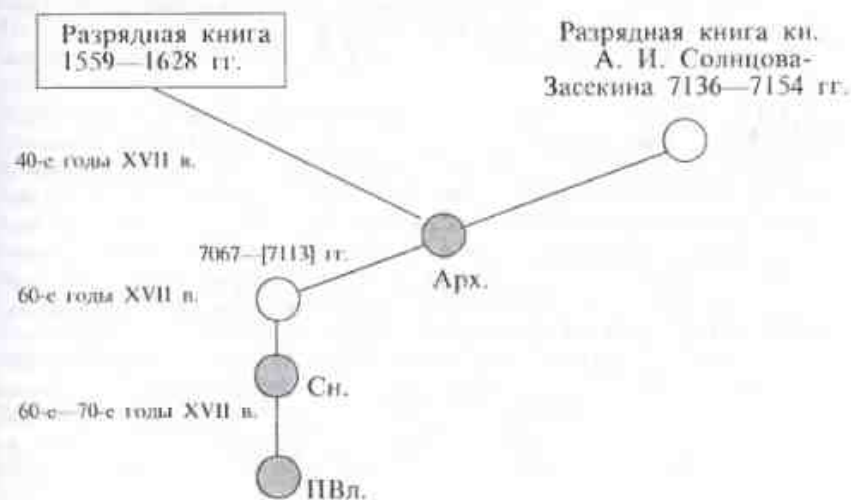 Разрядная книга
1559—1628 гг.
Разрядная книга кн.
А. И. Солнцова-
Засекина 7136—7154 гг.
40-е годы XVII в.
7067—[7113] гг.
Арх.
60-е годы XVII в.
Сн.
60-е—70-е годы XVII в.
ПВл.